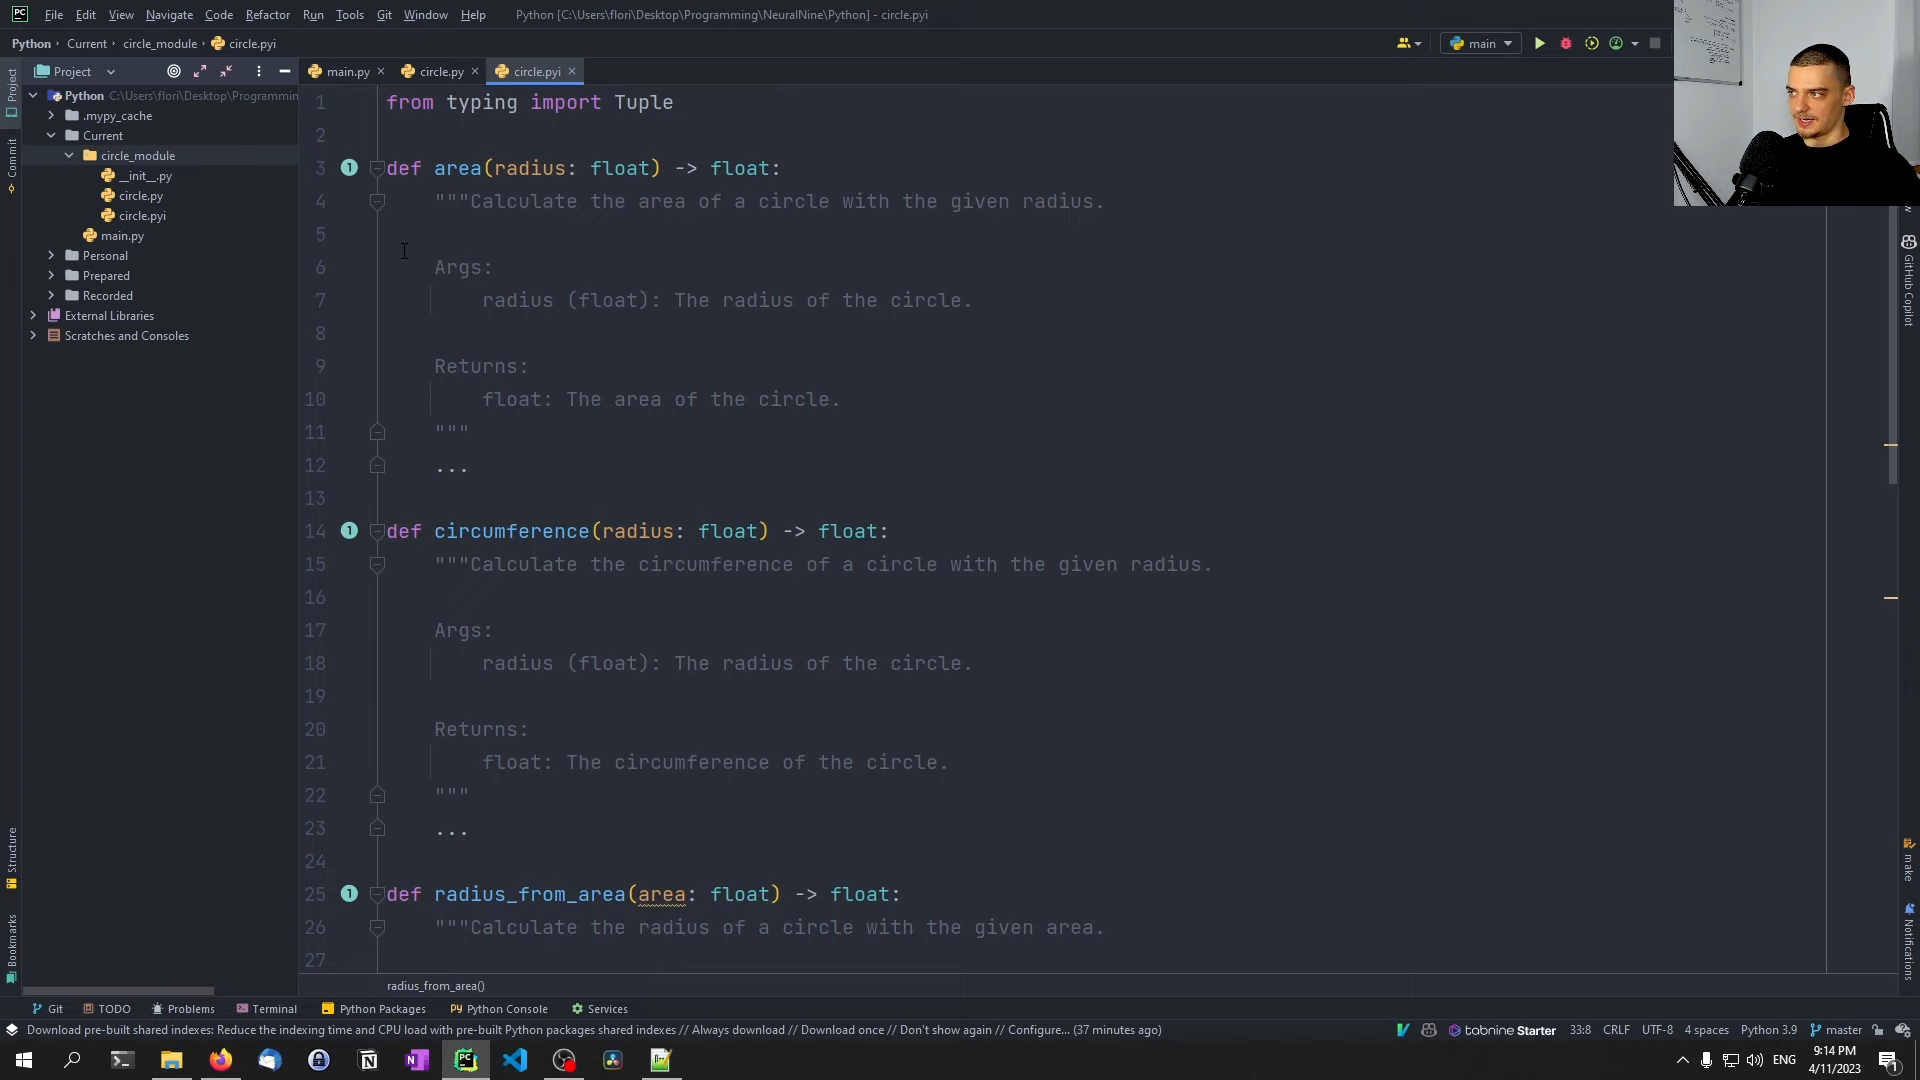 PC File Edit View Navigate Code Refactor Run Tools Git Window Help Python [C:\Users\flori\Desktop\Programming\NeuralNine\Python] - circle.pyi
Python Current circle_module circle.pyi
main
Project
main.py
circle.py
circle.pyi
Project
Commit
Python C:\Users\flori\Desktop\Programmin
.mypy_cache
Current
circle_module
__init__.py
circle.py
circle.pyi
main.py
Personal
Prepared
Recorded
External Libraries
Scratches and Consoles
Structure
Bookmarks
1 from typing import Tuple
2
3 def area(radius: float) -> float:
4 """Calculate the area of a circle with the given radius.
5
6 Args:
7 radius (float): The radius of the circle.
8
9 Returns:
10 float: The area of the circle.
11 """
12 ...
13
14 def circumference(radius: float) -> float:
15 """Calculate the circumference of a circle with the given radius.
16
17 Args:
18 radius (float): The radius of the circle.
19
20 Returns:
21 float: The circumference of the circle.
22 """
23 ...
24
25 def radius_from_area(area: float) -> float:
26 """Calculate the radius of a circle with the given area.
27
GitHub Copilot
make
Notifications
radius_from_area()
Git TODO Problems Terminal Python Packages Python Console Services
Download pre-built shared indexes: Reduce the indexing time and CPU load with pre-built Python packages shared indexes // Always download // Download once // Don't show again // Configure... (37 minutes ago)
tabnine Starter 33:8 CRLF UTF-8 4 spaces Python 3.9 master
ENG
9:14 PM
4/11/2023